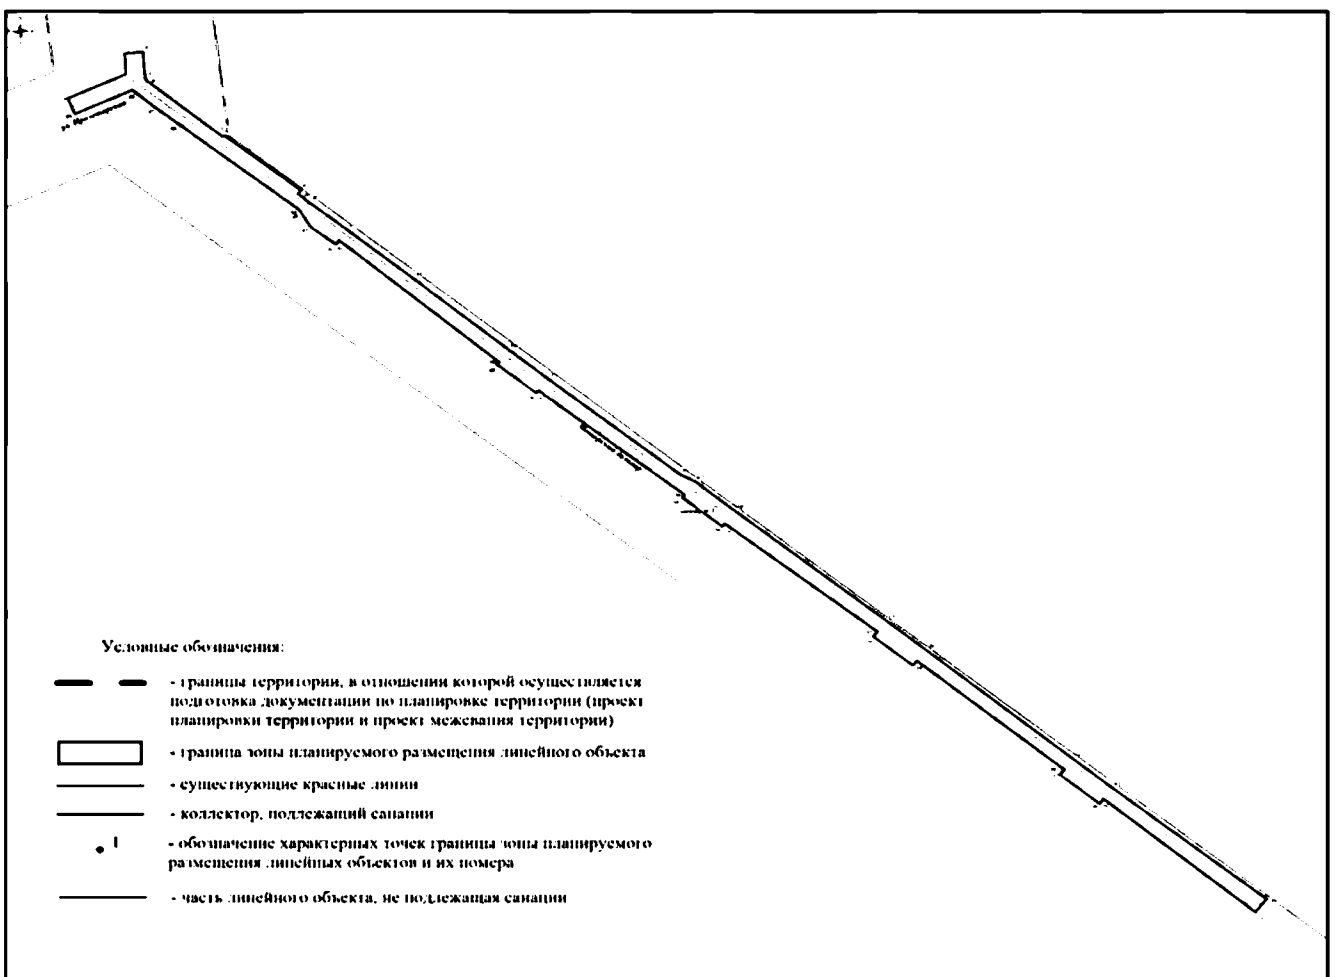 Условные обозначения:
- границы территории, в отношении которой осуществляется
подготовка документации по планировке территории (проект
планировки территории и проект межевания территории)
- граница зоны планируемого размещения линейного объекта
- существующие красные линии
- коллектор, подлежащий санации
1
- обозначение характерных точек границы зоны планируемого
размещения линейных объектов и их номера
- часть линейного объекта, не подлежащая санации